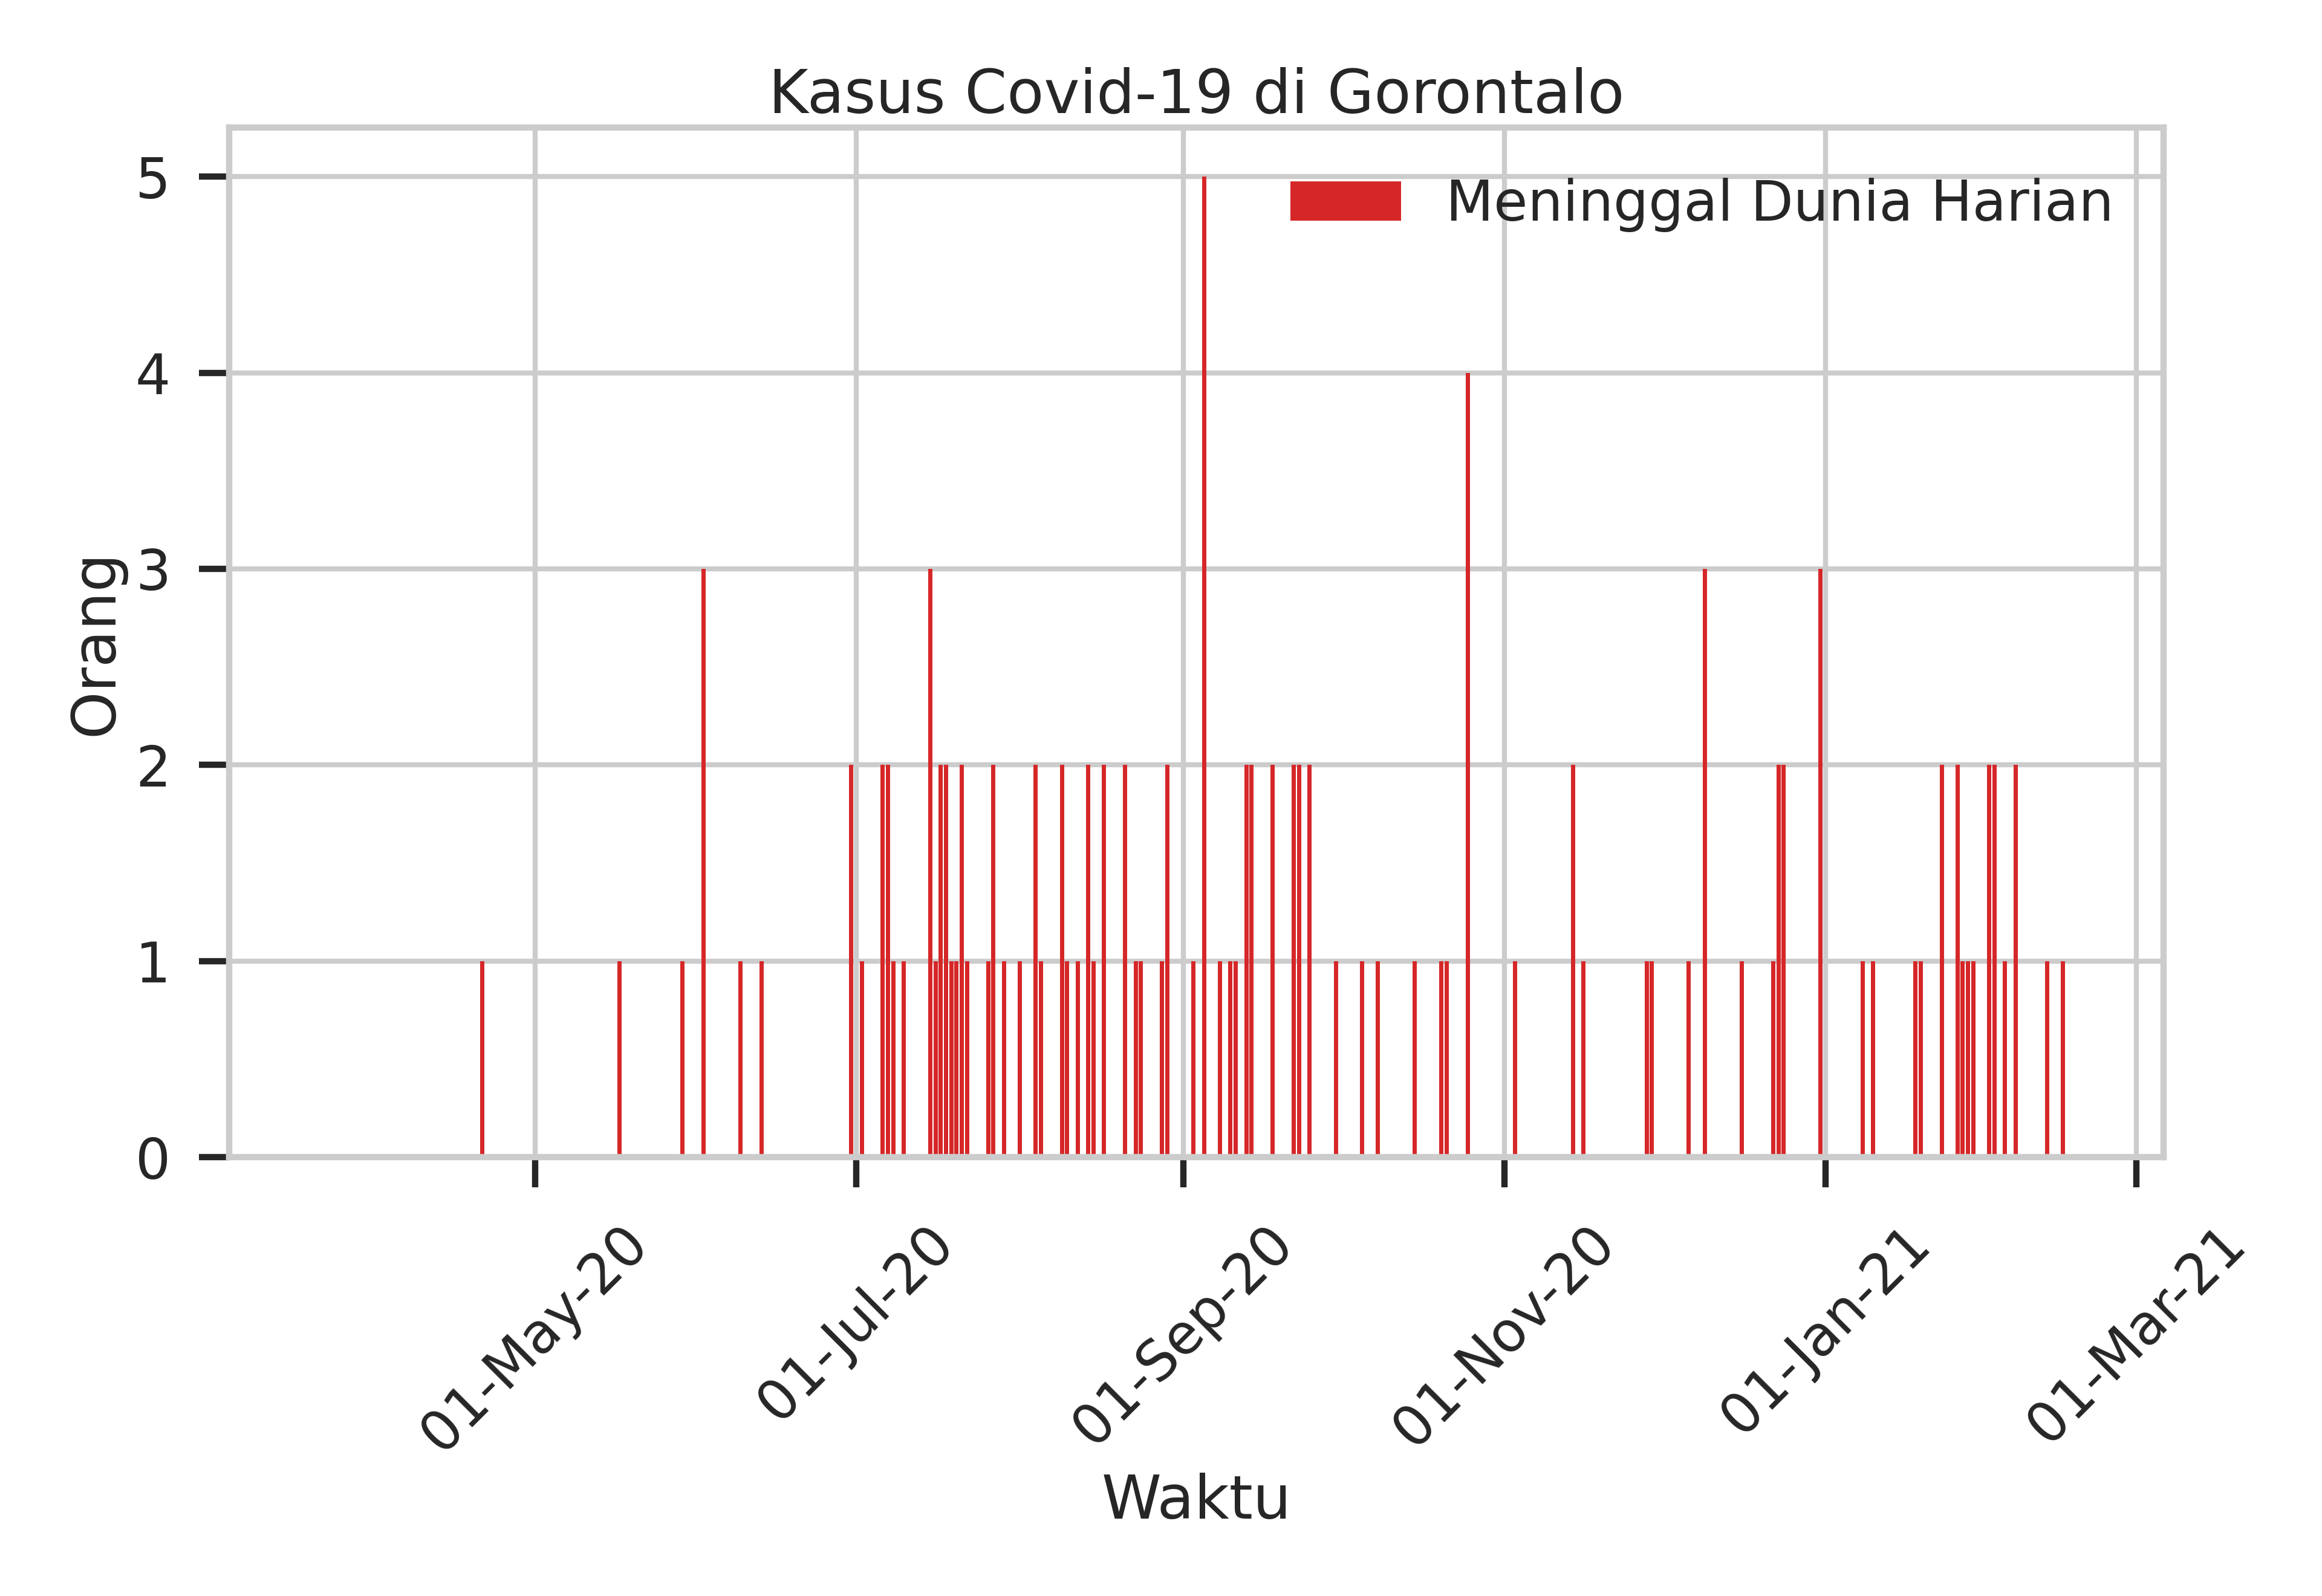 Kasus Covid-19 di Gorontalo
Meninggal Dunia Harian
Orang
5
4
3
2
1
0
01-May-20
01-Jul-20
01-Sep-20
01-Nov-20
01-Jan-21
01-Mar-21
Waktu